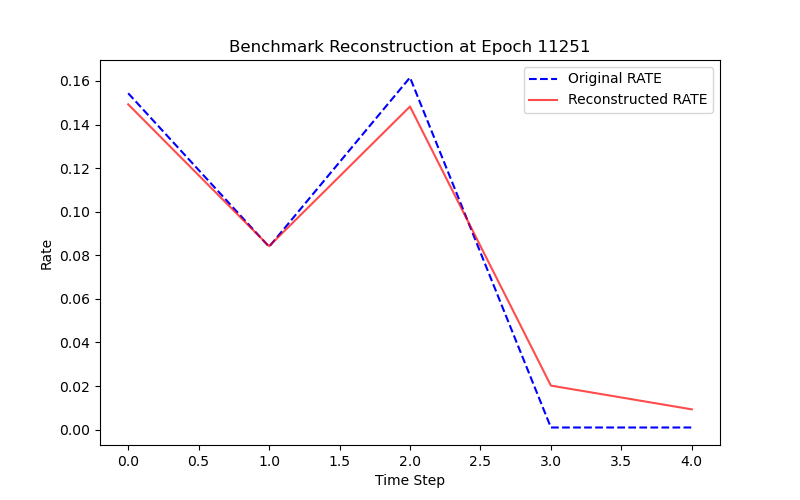 Benchmark Reconstruction at Epoch 11251
Original RATE
Reconstructed RATE
Rate
0.16
0.14
0.12
0.10
0.08
0.06
0.04
0.02
0.00
0.0 0.5 1.0 1.5 2.0 2.5 3.0 3.5 4.0
Time Step